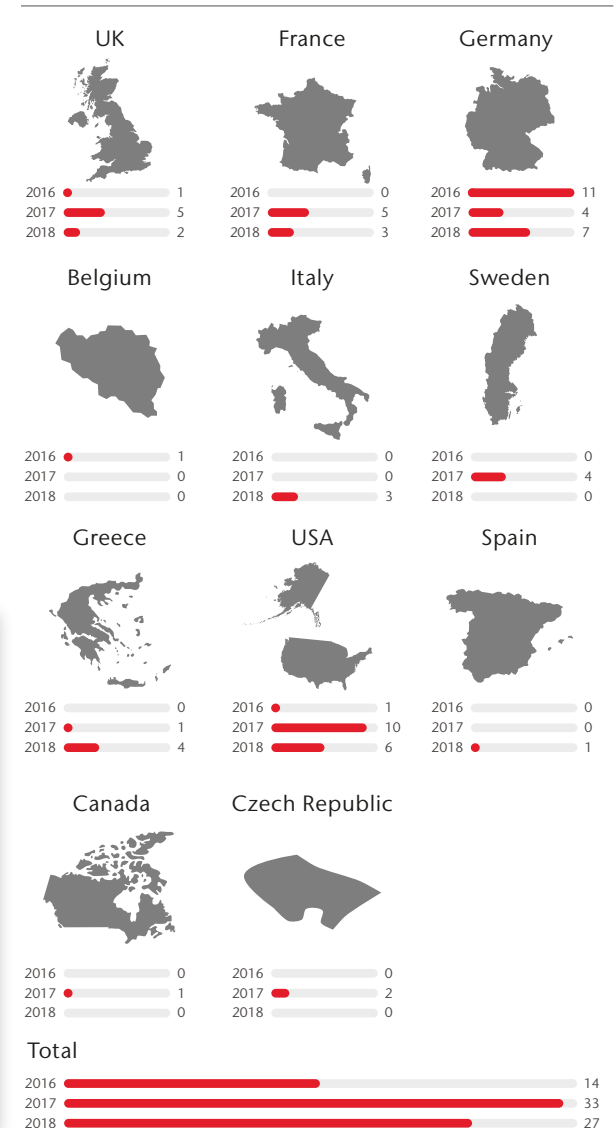 UK France Germany
2016 1 2016 0 2016 11
2017 5 2017 5 2017 4
2018 2 2018 3 2018 7
Belgium Italy Sweden
2016 1 2016 0 2016 0
2017 0 2017 0 2017 4
2018 0 2018 3 2018 0
Greece USA Spain
2016 0 2016 1 2016 0
2017 1 2017 10 2017 0
2018 4 2018 6 2018 1
Canada Czech Republic
2016 0 2016 0
2017 1 2017 2
2018 0 2018 0
Total
2016 14
2017 33
2018 27